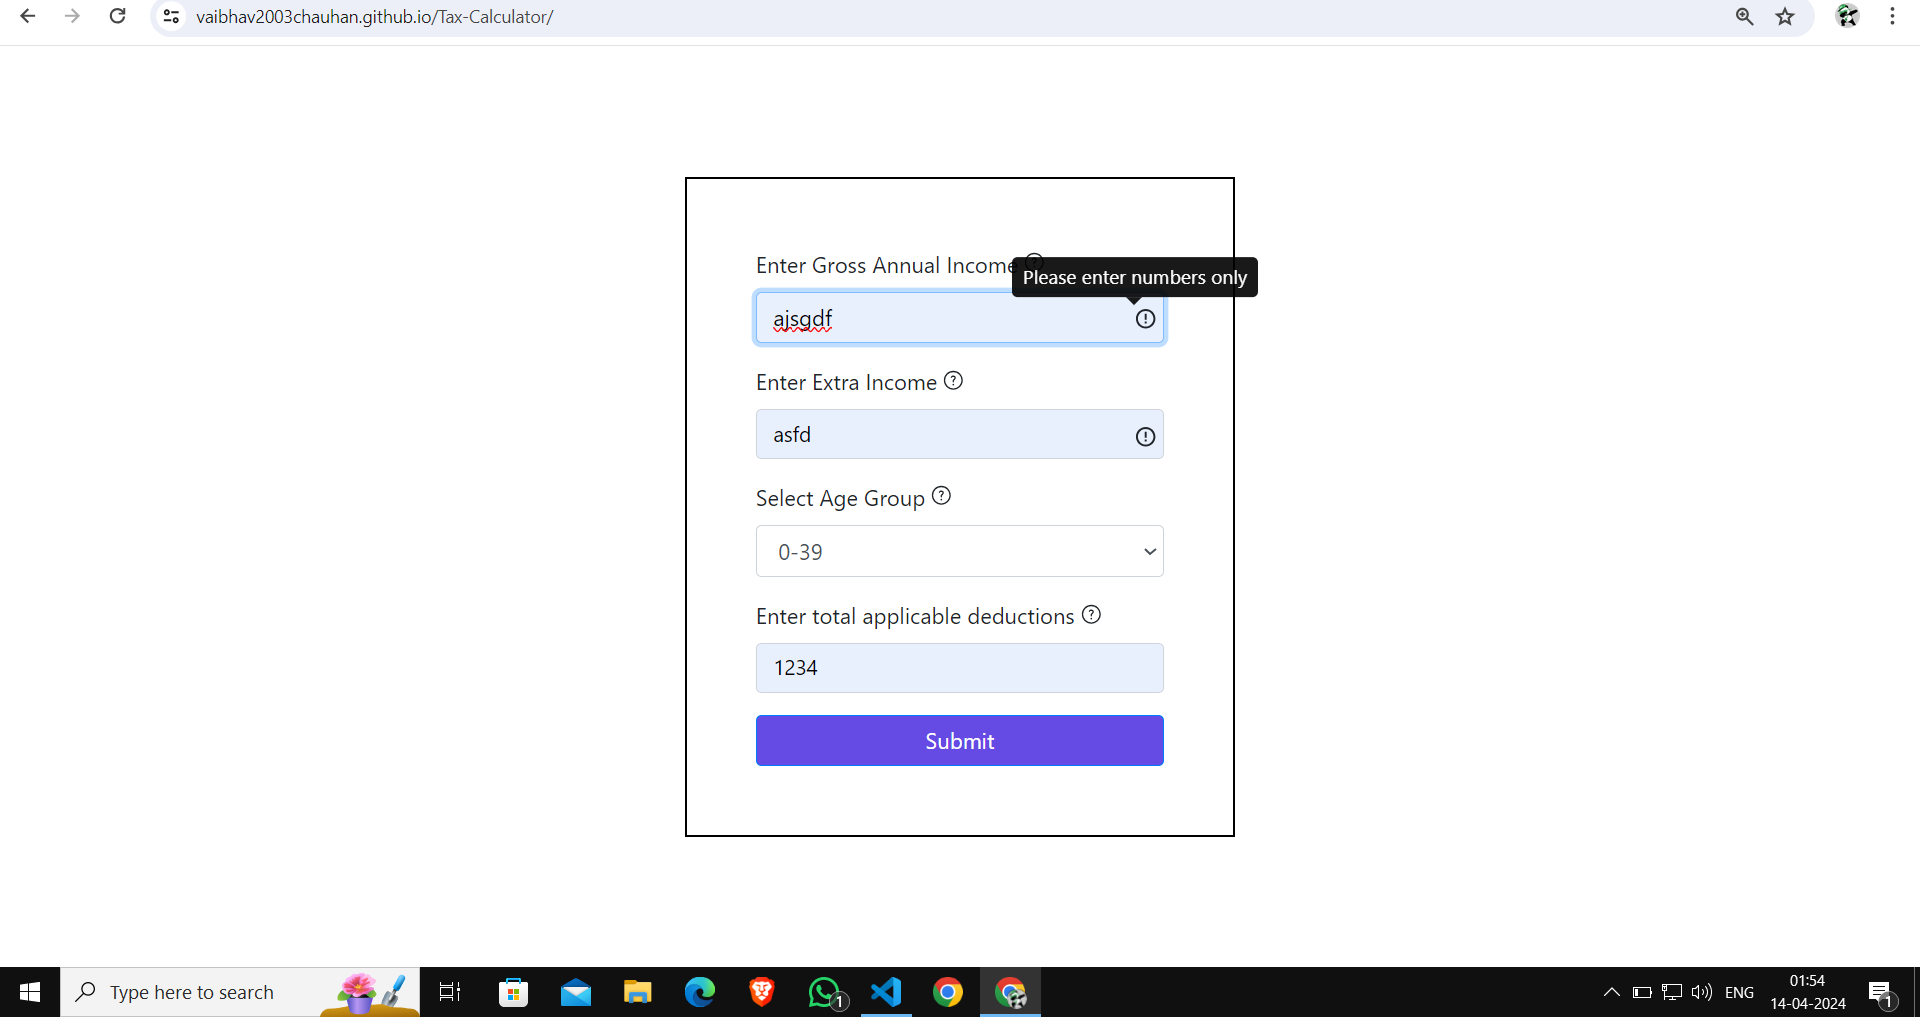 vaibhav2003chauhan.github.io/Tax-Calculator/
Enter Gross Annual Income
Please enter numbers only
ajsgdf
Enter Extra Income
asfd
Select Age Group
0-39
Enter total applicable deductions
1234
Submit
Type here to search
1
ENG
01:54
14-04-2024
1